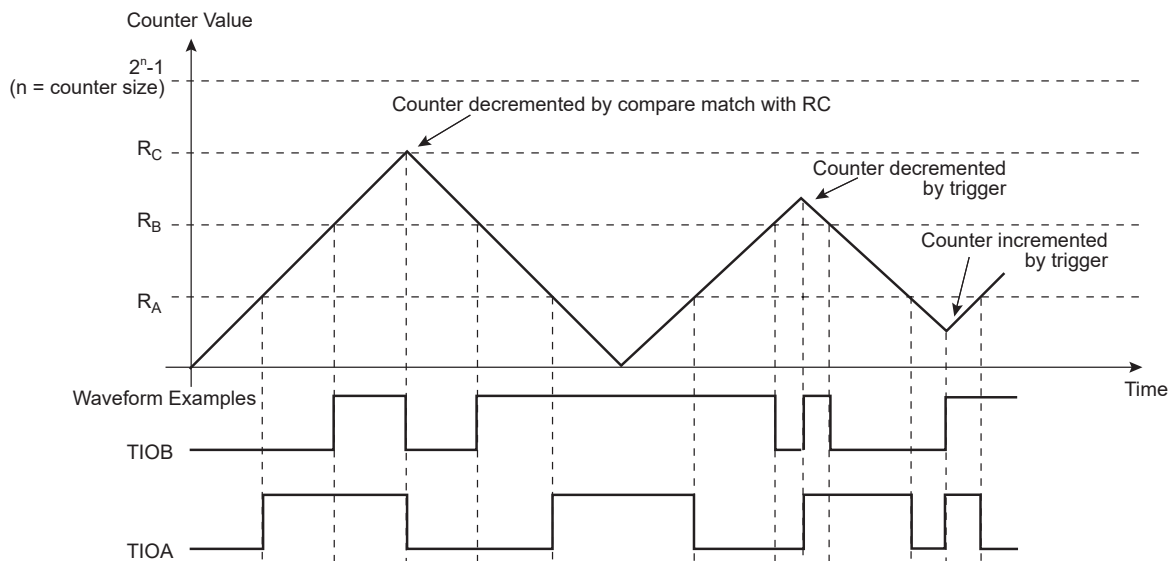 Counter Value
2ⁿ-1
(n = counter size)
Counter decremented by compare match with RC
R_C
Counter decremented
by trigger
R_B
Counter incremented
by trigger
R_A
Time
Waveform Examples
TIOB
TIOA